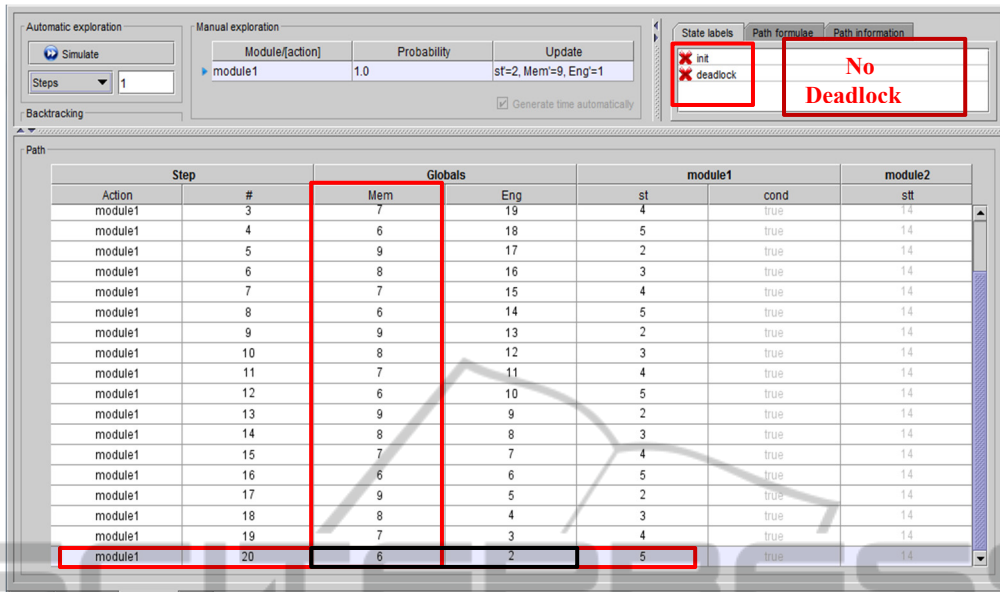 Automatic exploration
Simulate
Steps 1
Backtracking
Manual exploration
Module/[action] Probability Update
module1 1.0 st'=2, Mem'=9, Eng'=1
Generate time automatically
State labels Path formulae Path information
init
deadlock
No
Deadlock
Path
Step Globals module1 module2
Action # Mem Eng st cond stt
module1 3 7 19 4 true 14
module1 4 6 18 5 true 14
module1 5 9 17 2 true 14
module1 6 8 16 3 true 14
module1 7 7 15 4 true 14
module1 8 6 14 5 true 14
module1 9 9 13 2 true 14
module1 10 8 12 3 true 14
module1 11 7 11 4 true 14
module1 12 6 10 5 true 14
module1 13 9 9 2 true 14
module1 14 8 8 3 true 14
module1 15 7 7 4 true 14
module1 16 6 6 5 true 14
module1 17 9 5 2 true 14
module1 18 8 4 3 true 14
module1 19 7 3 4 true 14
module1 20 6 2 5 true 14